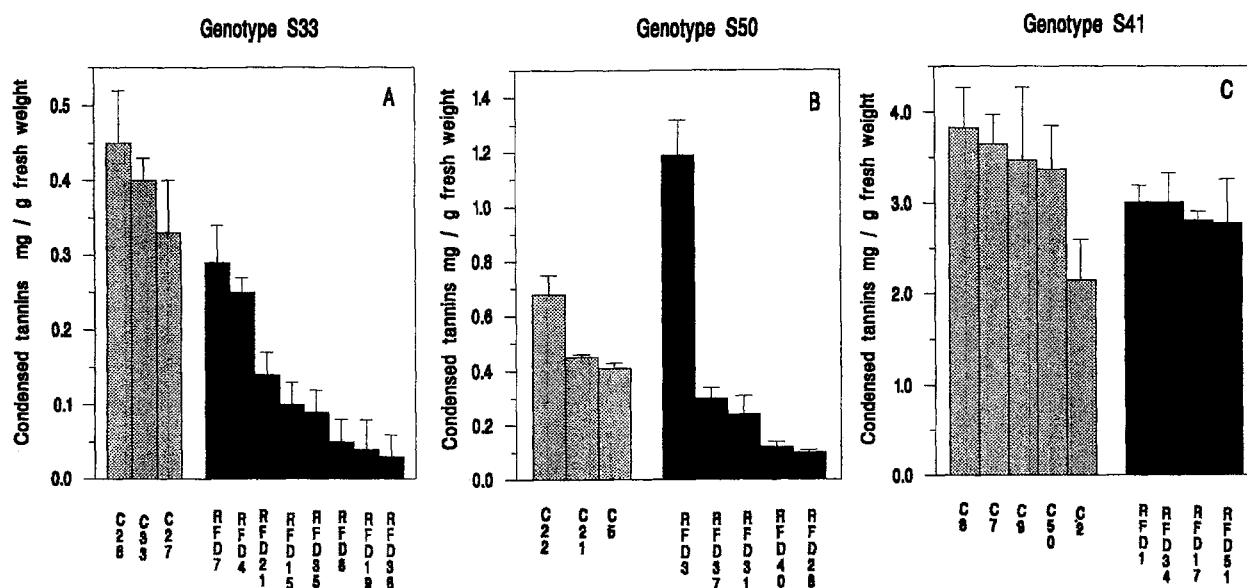 Genotype S33
Genotype S50
Genotype S41
A
Condensed tannins mg / g fresh weight
0.5
0.4
0.3
0.2
0.1
0.0
C28
C33
C27
RFD7
RFD4
RFD21
RFD15
RFD35
RFD8
RFD19
RFD38
B
Condensed tannins mg / g fresh weight
1.4
1.2
1.0
0.8
0.6
0.4
0.2
0.0
C22
C21
C5
RFD3
RFD37
RFD31
RFD40
RFD28
C
Condensed tannins mg / g fresh weight
4.0
3.0
2.0
1.0
0.0
C8
C7
C9
C50
C2
RFD1
RFD34
RFD17
RFD51